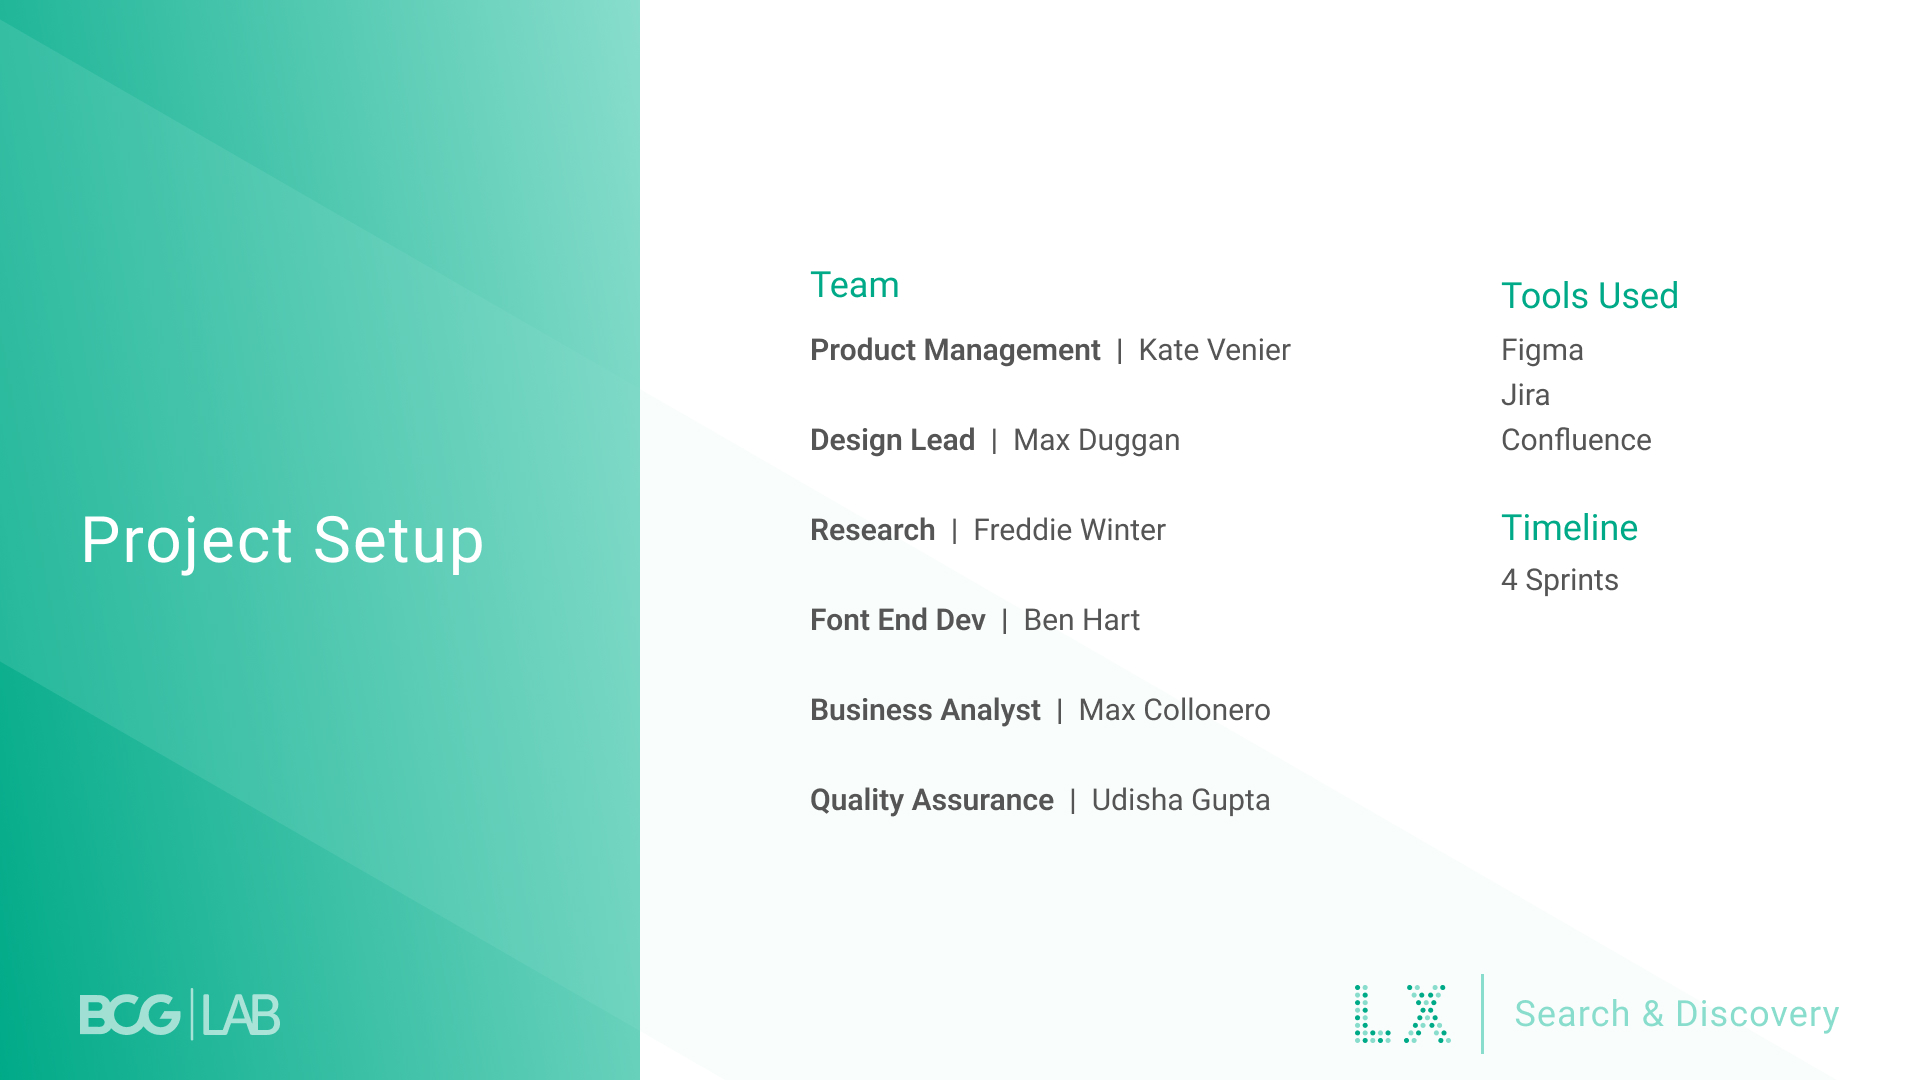 Project Setup
Team
Product Management | Kate Venier
Design Lead | Max Duggan
Research | Freddie Winter
Font End Dev | Ben Hart
Business Analyst | Max Collonero
Quality Assurance | Udisha Gupta
Tools Used
Figma
Jira
Confluence
Timeline
4 Sprints
BCG | LAB
LX | Search & Discovery